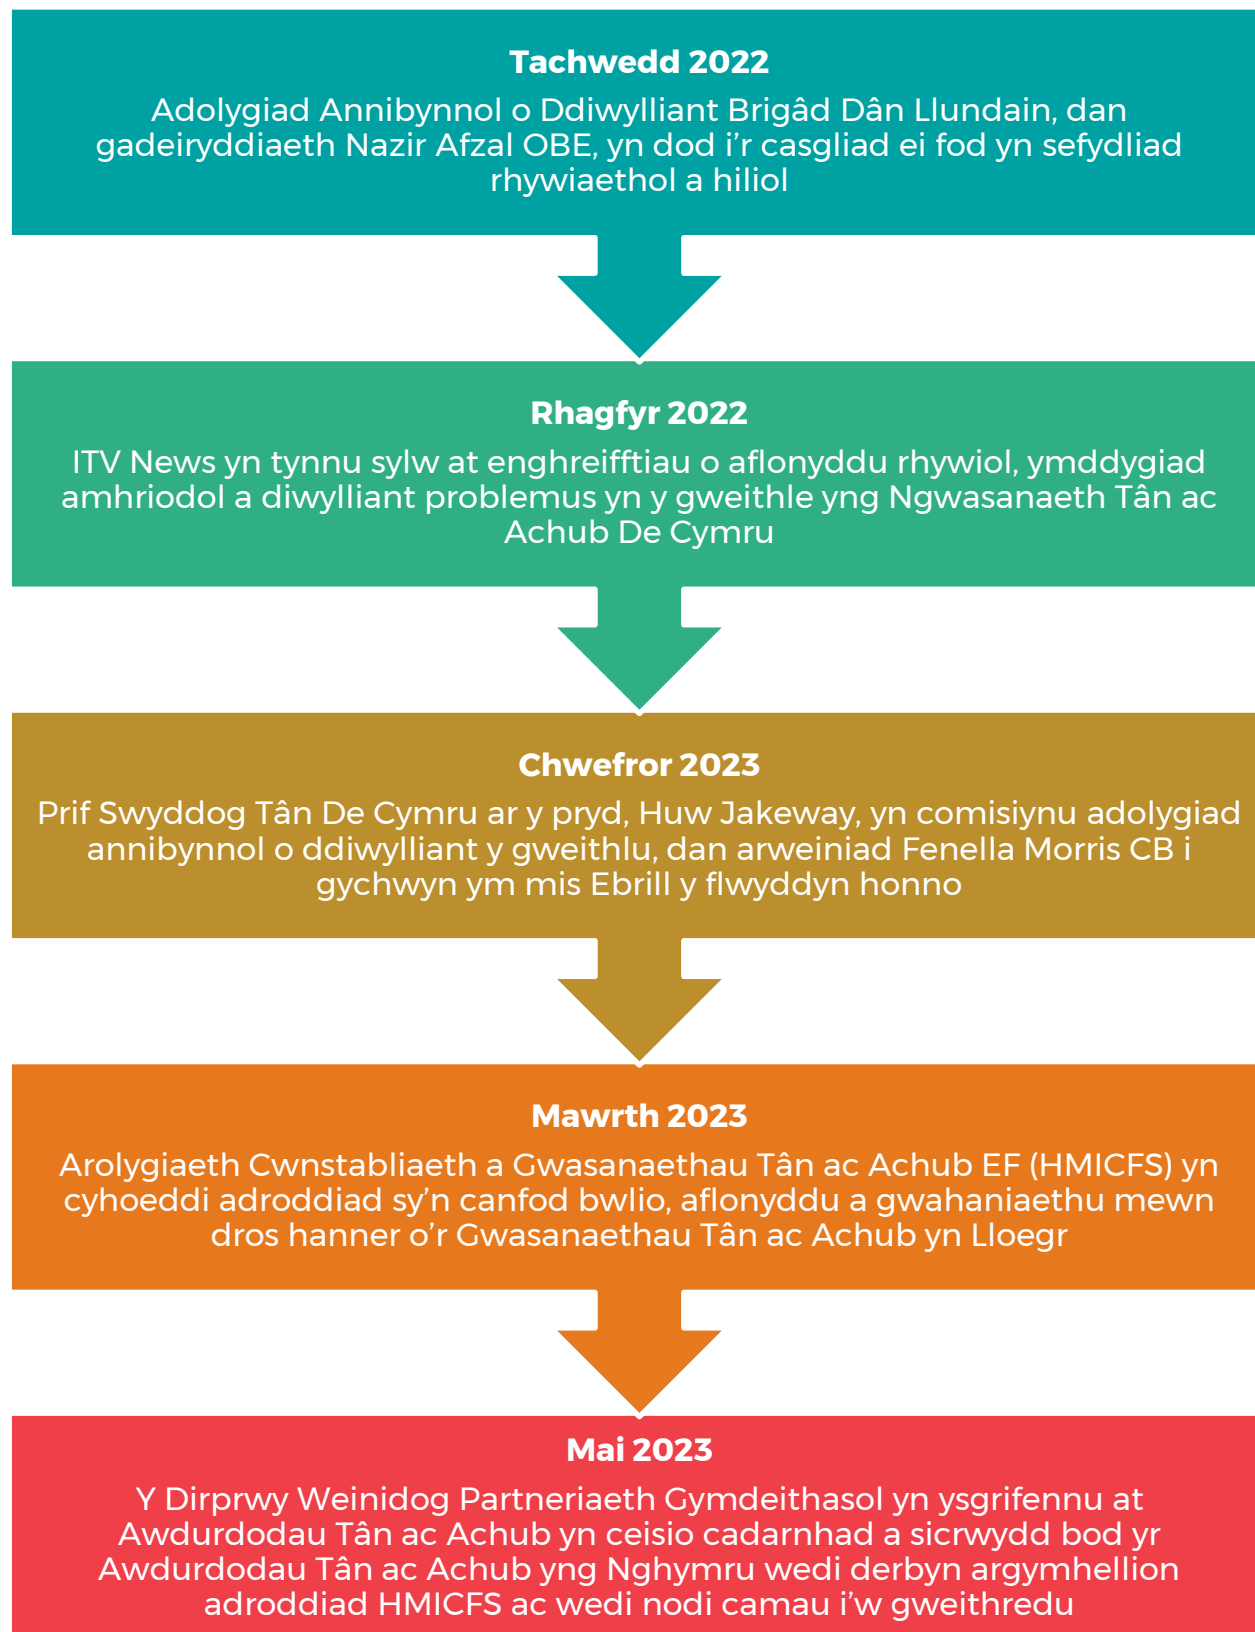 Tachwedd 2022
Adolygiad Annibynnol o Ddiwylliant Brigâd Dân Llundain, dan
gadeiryddiaeth Nazir Afzal OBE, yn dod i’r casgliad ei fod yn sefydliad
rhywiaethol a hiliol
Rhagfyr 2022
ITV News yn tynnu sylw at enghreifftiau o aflonyddu rhywiol, ymddygiad
amhriodol a diwylliant problemus yn y gweithle yng Ngwasanaeth Tân ac
Achub De Cymru
Chwefror 2023
Prif Swyddog Tân De Cymru ar y pryd, Huw Jakeway, yn comisiynu adolygiad
annibynnol o ddiwylliant y gweithlu, dan arweiniad Fenella Morris CB i
gychwyn ym mis Ebrill y flwyddyn honno
Mawrth 2023
Arolygiaeth Cwnstabliaeth a Gwasanaethau Tân ac Achub EF (HMICFS) yn
cyhoeddi adroddiad sy’n canfod bwlio, aflonyddu a gwahaniaethu mewn
dros hanner o’r Gwasanaethau Tân ac Achub yn Lloegr
Mai 2023
Y Dirprwy Weinidog Partneriaeth Gymdeithasol yn ysgrifennu at
Awdurdodau Tân ac Achub yn ceisio cadarnhad a sicrwydd bod yr
Awdurdodau Tân ac Achub yng Nghymru wedi derbyn argymhellion
adroddiad HMICFS ac wedi nodi camau i’w gweithredu